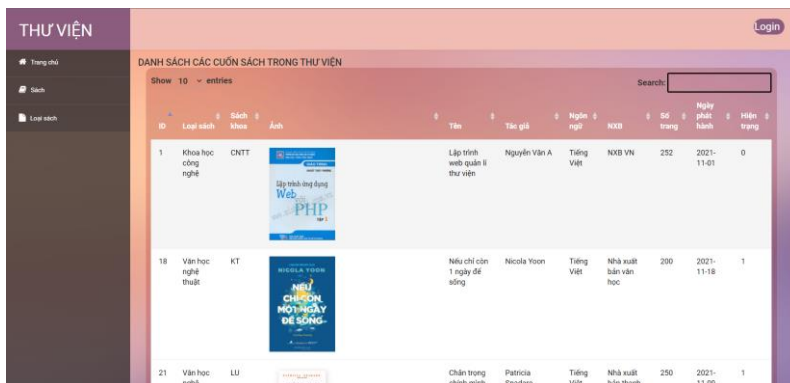 THƯ VIỆN
Login
Trang chủ
Sách
Loại sách
DANH SÁCH CÁC CUỐN SÁCH TRONG THƯ VIỆN
Show 10 entries
Search:
ID Loại sách Sách khoa Ảnh Tên Tác giả Ngôn ngữ NXB Số trang Ngày phát hành Hiện trạng
1 Khoa học công nghệ CNTT
Lập trình ứng dụng
Web với
PHP
TẬP 2
Lập trình web quản lí thư viện Nguyễn Văn A Tiếng Việt NXB VN 252 2021-11-01 0
18 Văn học nghệ thuật KT
NICOLA YOON
NẾU
CHỈ CÒN
MỘT NGÀY
ĐỂ SỐNG
Nếu chỉ còn 1 ngày để sống Nicola Yoon Tiếng Việt Nhà xuất bản văn học 200 2021-11-18 1
21 Văn học LU
Chân trọng Patricia Tiếng Nhà xuất 250 2021- 1